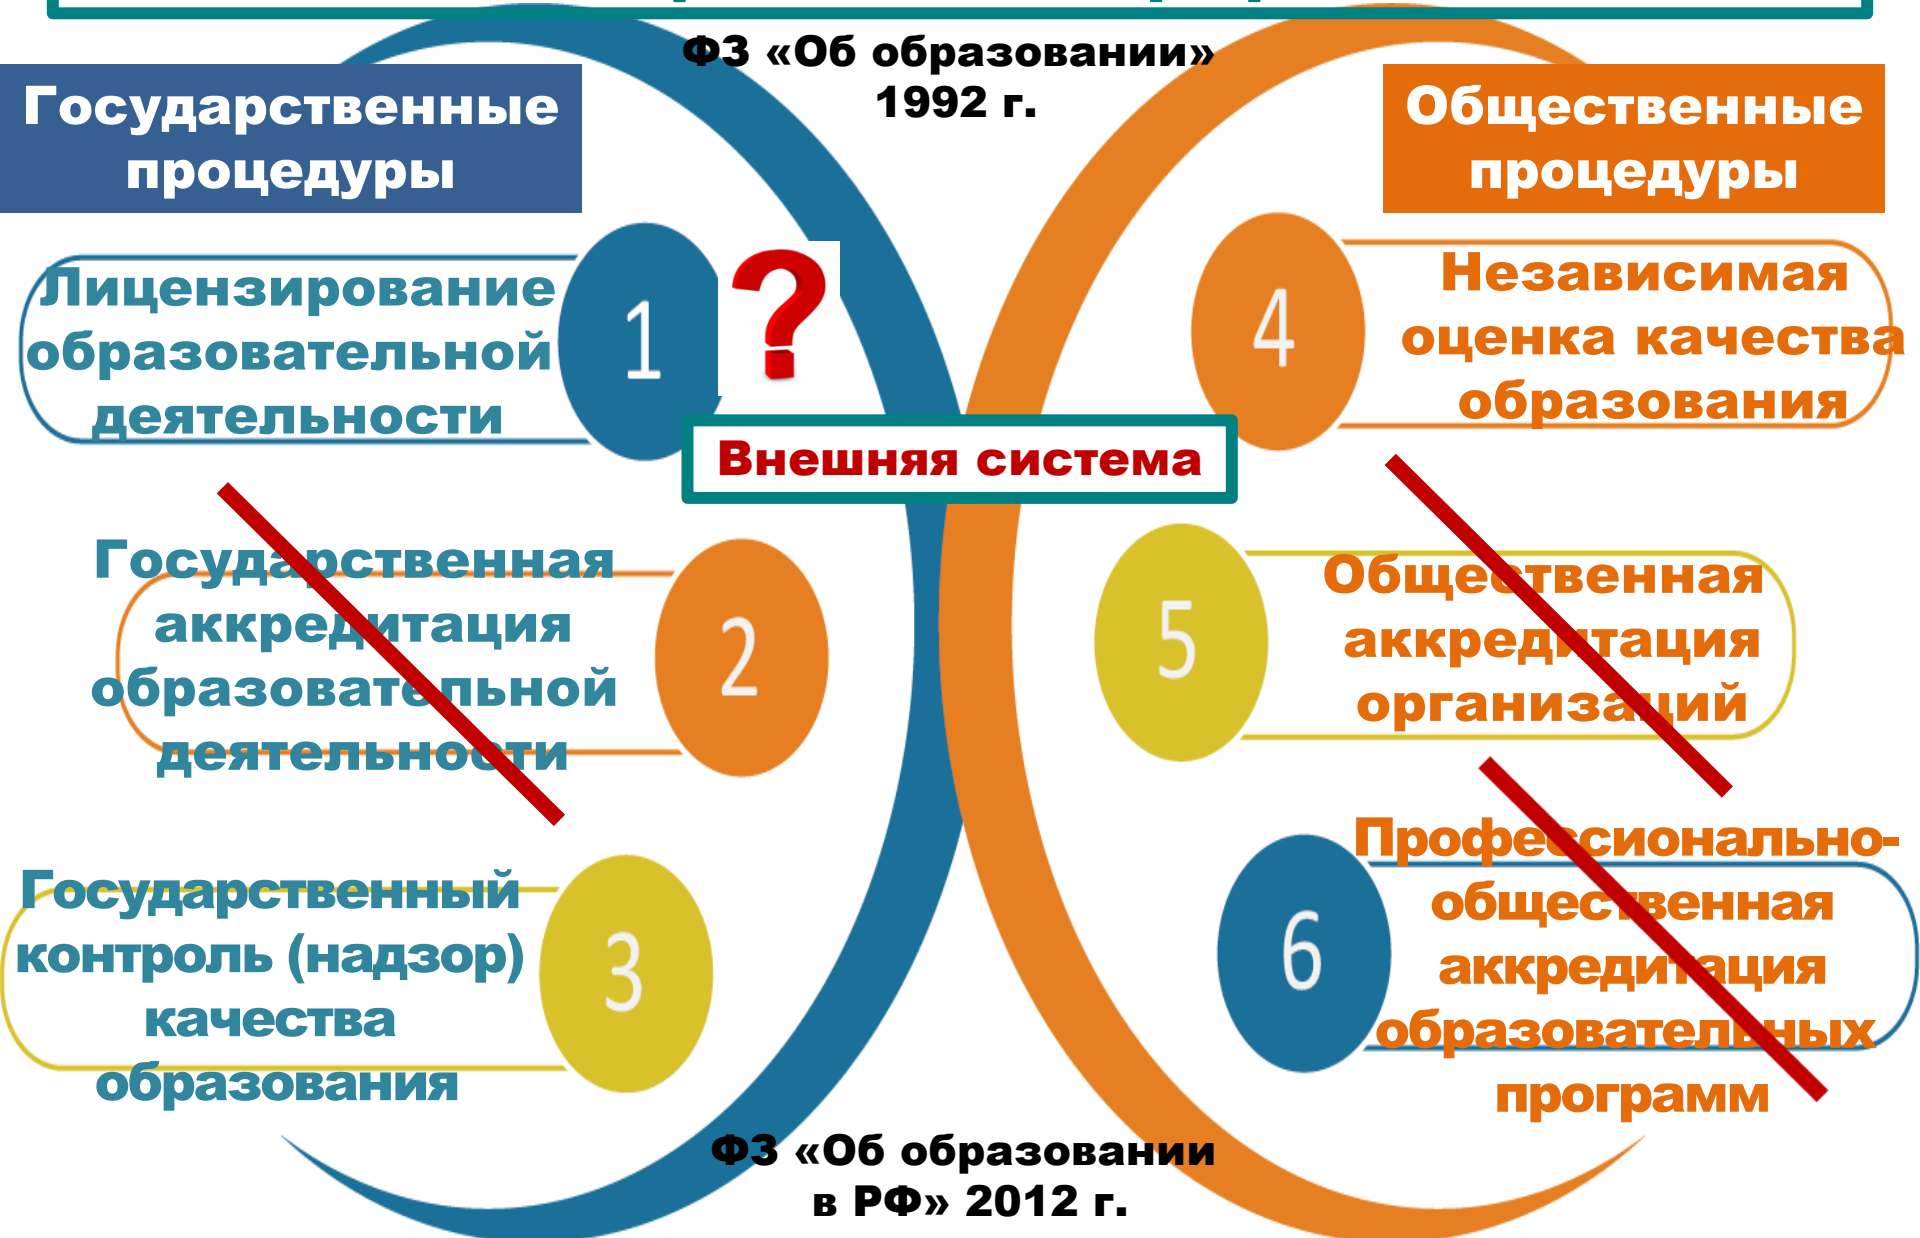 ФЗ «Об образовании»
1992 г.
Государственные
процедуры
Общественные
процедуры
Лицензирование
образовательной
деятельности
1
?
4
Независимая
оценка качества
образования
Внешняя система
Государственная
аккредитация
образовательной
деятельности
2
5
Общественная
аккредитация
организаций
Государственный
контроль (надзор)
качества
образования
3
6
Профессионально-
общественная
аккредитация
образовательных
программ
ФЗ «Об образовании
в РФ» 2012 г.